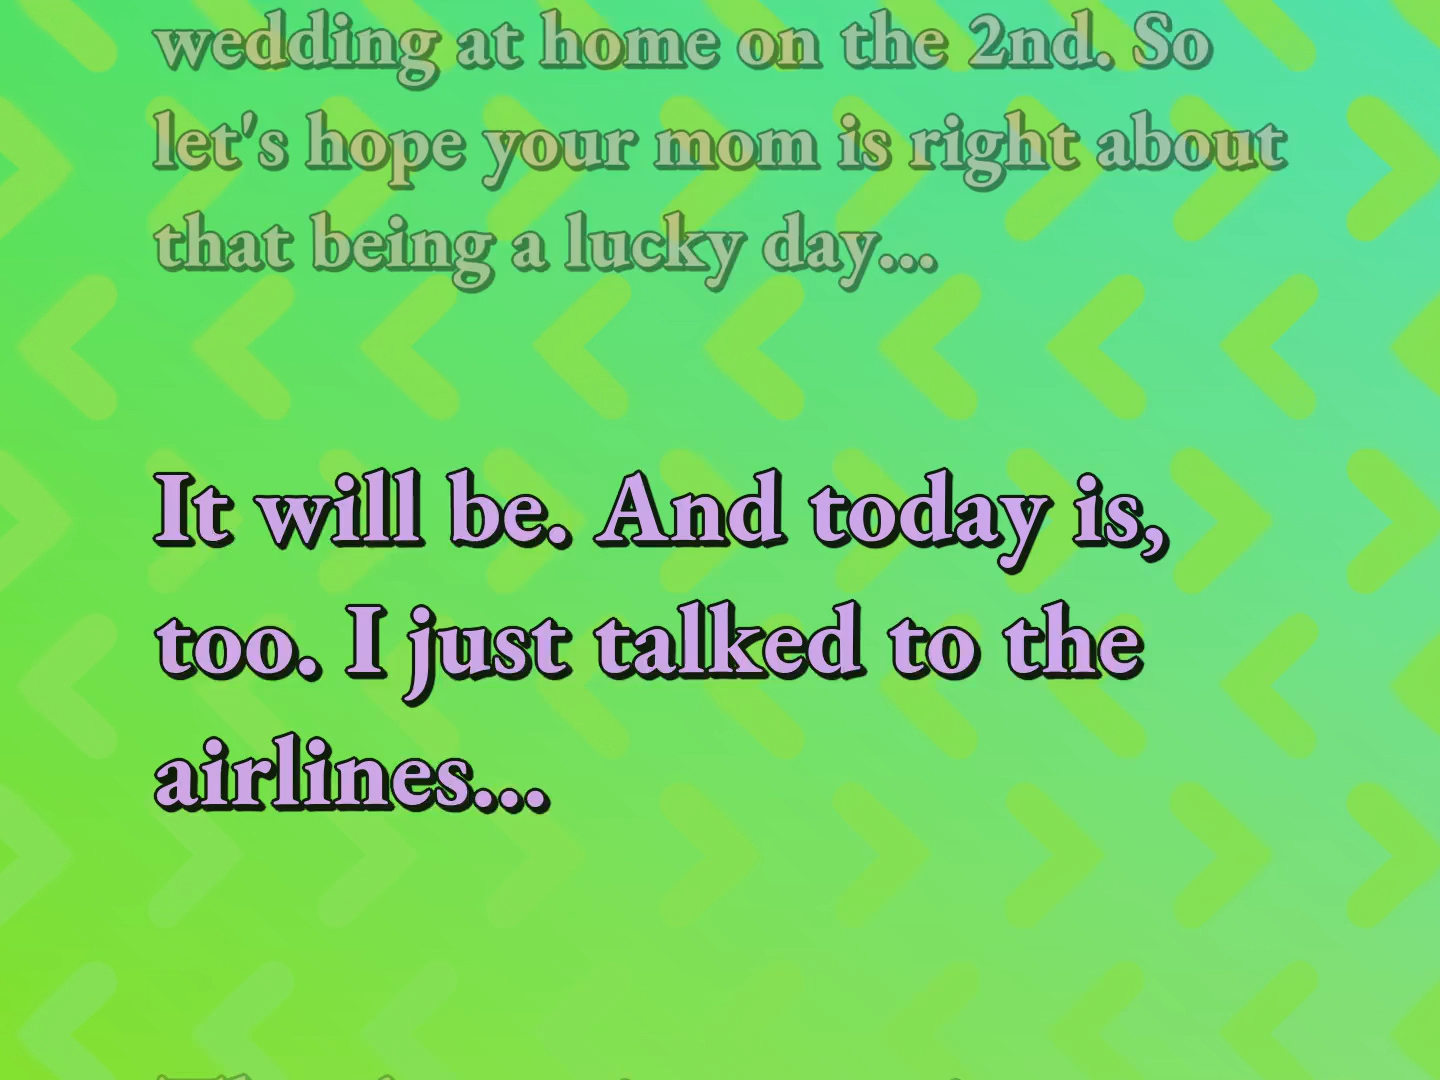 wedding at home on the 2nd. So
let's hope your mom is right about
that being a lucky day...
It will be. And today is,
too. I just talked to the
airlines...